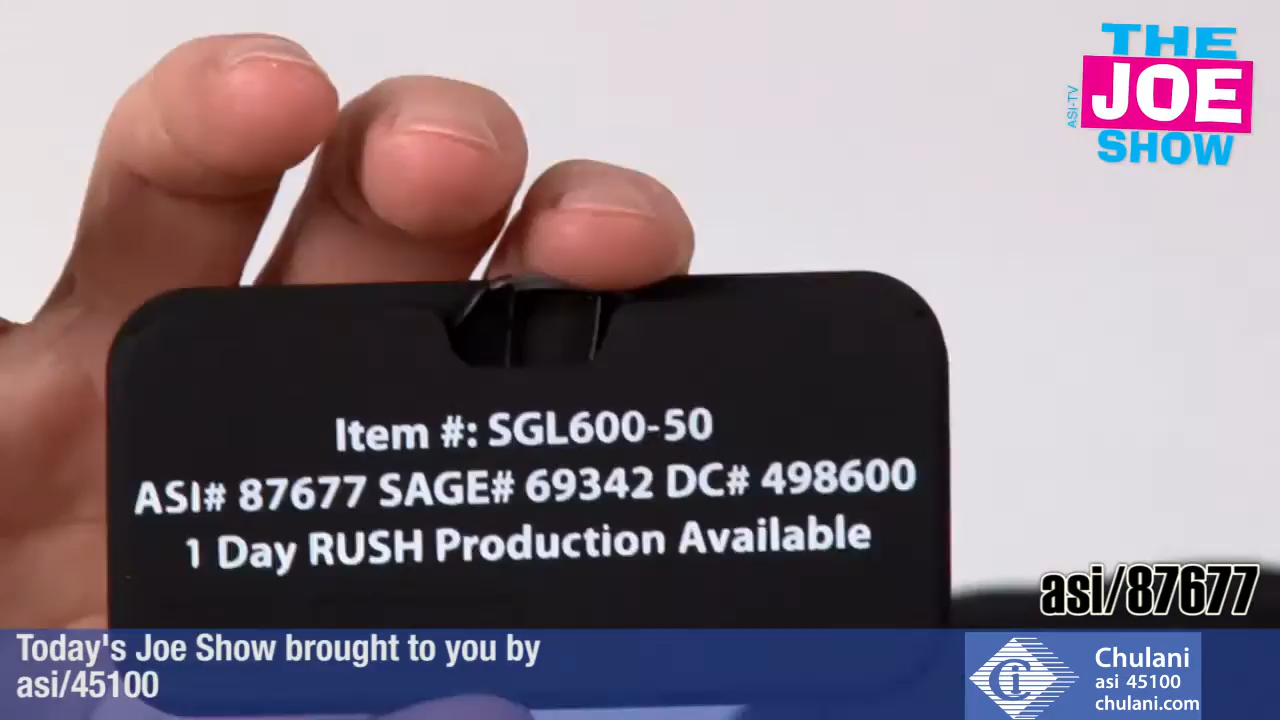 THE
JOE
SHOW
ASI-TV
Item #: SGL600-50
ASI# 87677 SAGE# 69342 DC# 498600
1 Day RUSH Production Available
asi/87677
Today's Joe Show brought to you by
asi/45100
Chulani
asi 45100
chulani.com